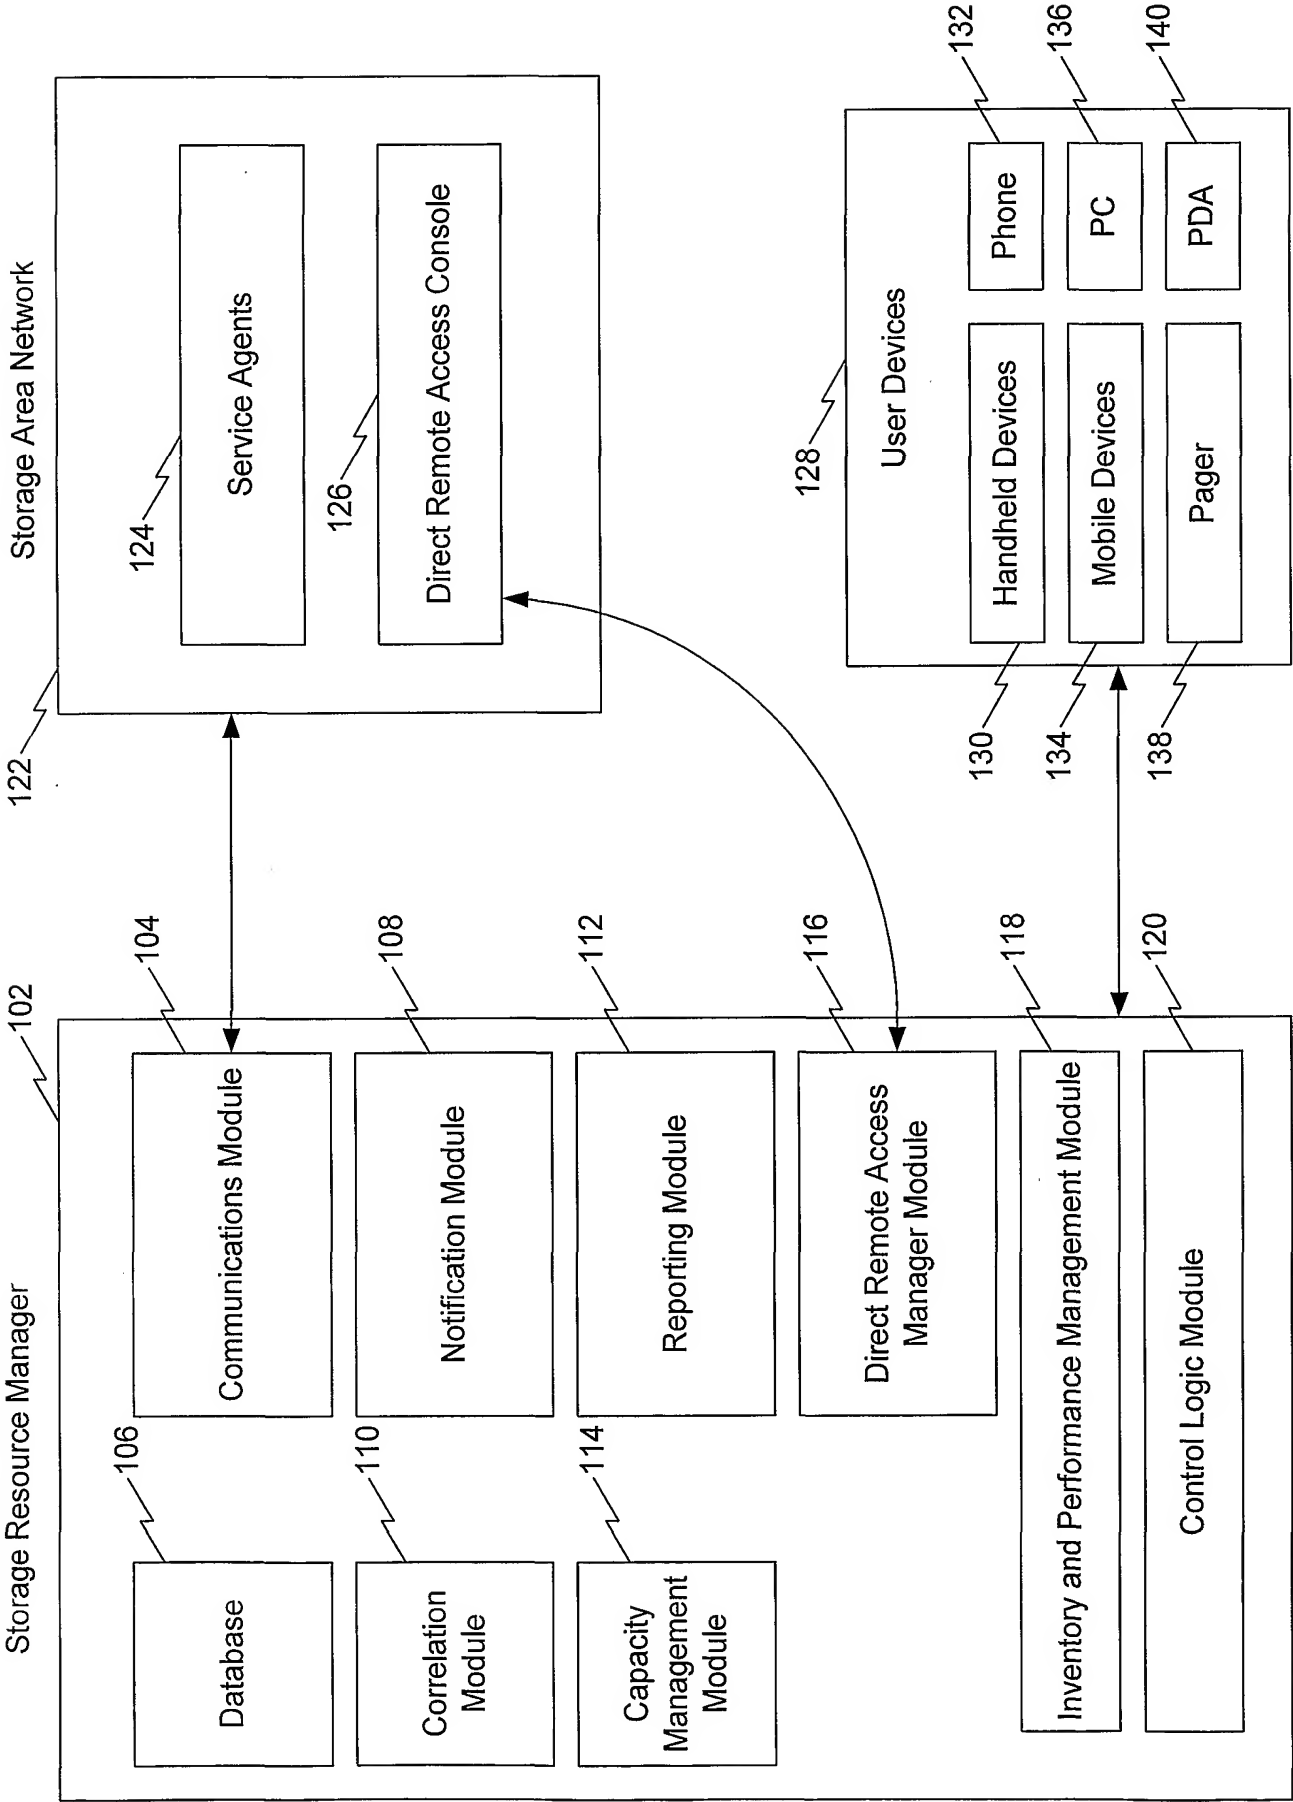 Storage Resource Manager
102
Database
106
Communications Module
104
Correlation
Module
110
Notification Module
108
Capacity
Management
Module
114
Reporting Module
112
Direct Remote Access
Manager Module
116
Inventory and Performance Management Module
118
Control Logic Module
120
Storage Area Network
122
Service Agents
124
Direct Remote Access Console
126
User Devices
128
Handheld Devices
130
Phone
132
Mobile Devices
134
PC
136
Pager
138
PDA
140